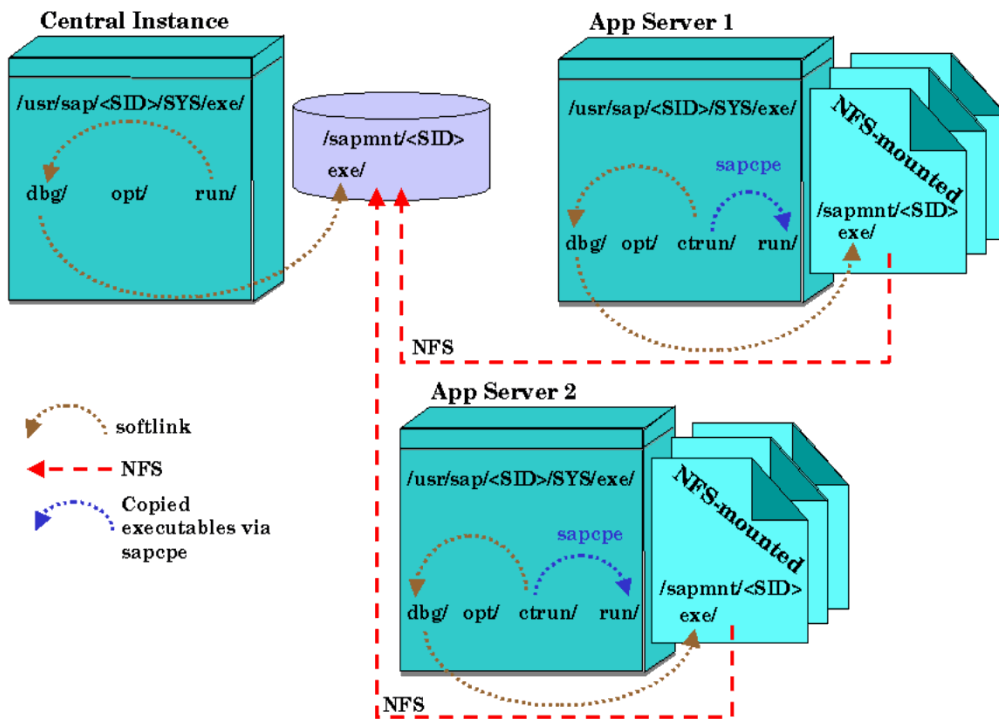 Central Instance
/usr/sap/<SID>/SYS/exe/
dbg/ opt/ run/
/sapmnt/<SID>
exe/
App Server 1
/usr/sap/<SID>/SYS/exe/
sapcpe
dbg/ opt/ ctrun/ run/
NFS-mounted
/sapmnt/<SID>
exe/
NFS
App Server 2
/usr/sap/<SID>/SYS/exe/
sapcpe
dbg/ opt/ ctrun/ run/
NFS-mounted
/sapmnt/<SID>
exe/
NFS
softlink
NFS
Copied
executables via
sapcpe